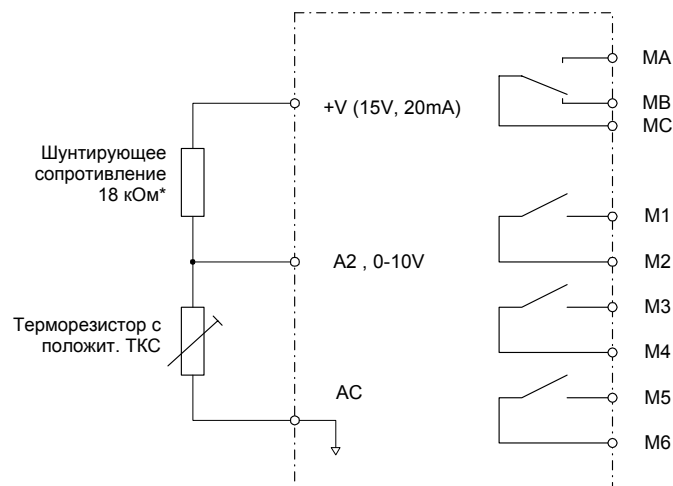 MA
+V (15V, 20mA)
MB
MC
Шунтирующее
сопротивление
18 кОм*
M1
A2 , 0-10V
M2
M3
Терморезистор с
положит. ТКС
M4
AC
M5
M6